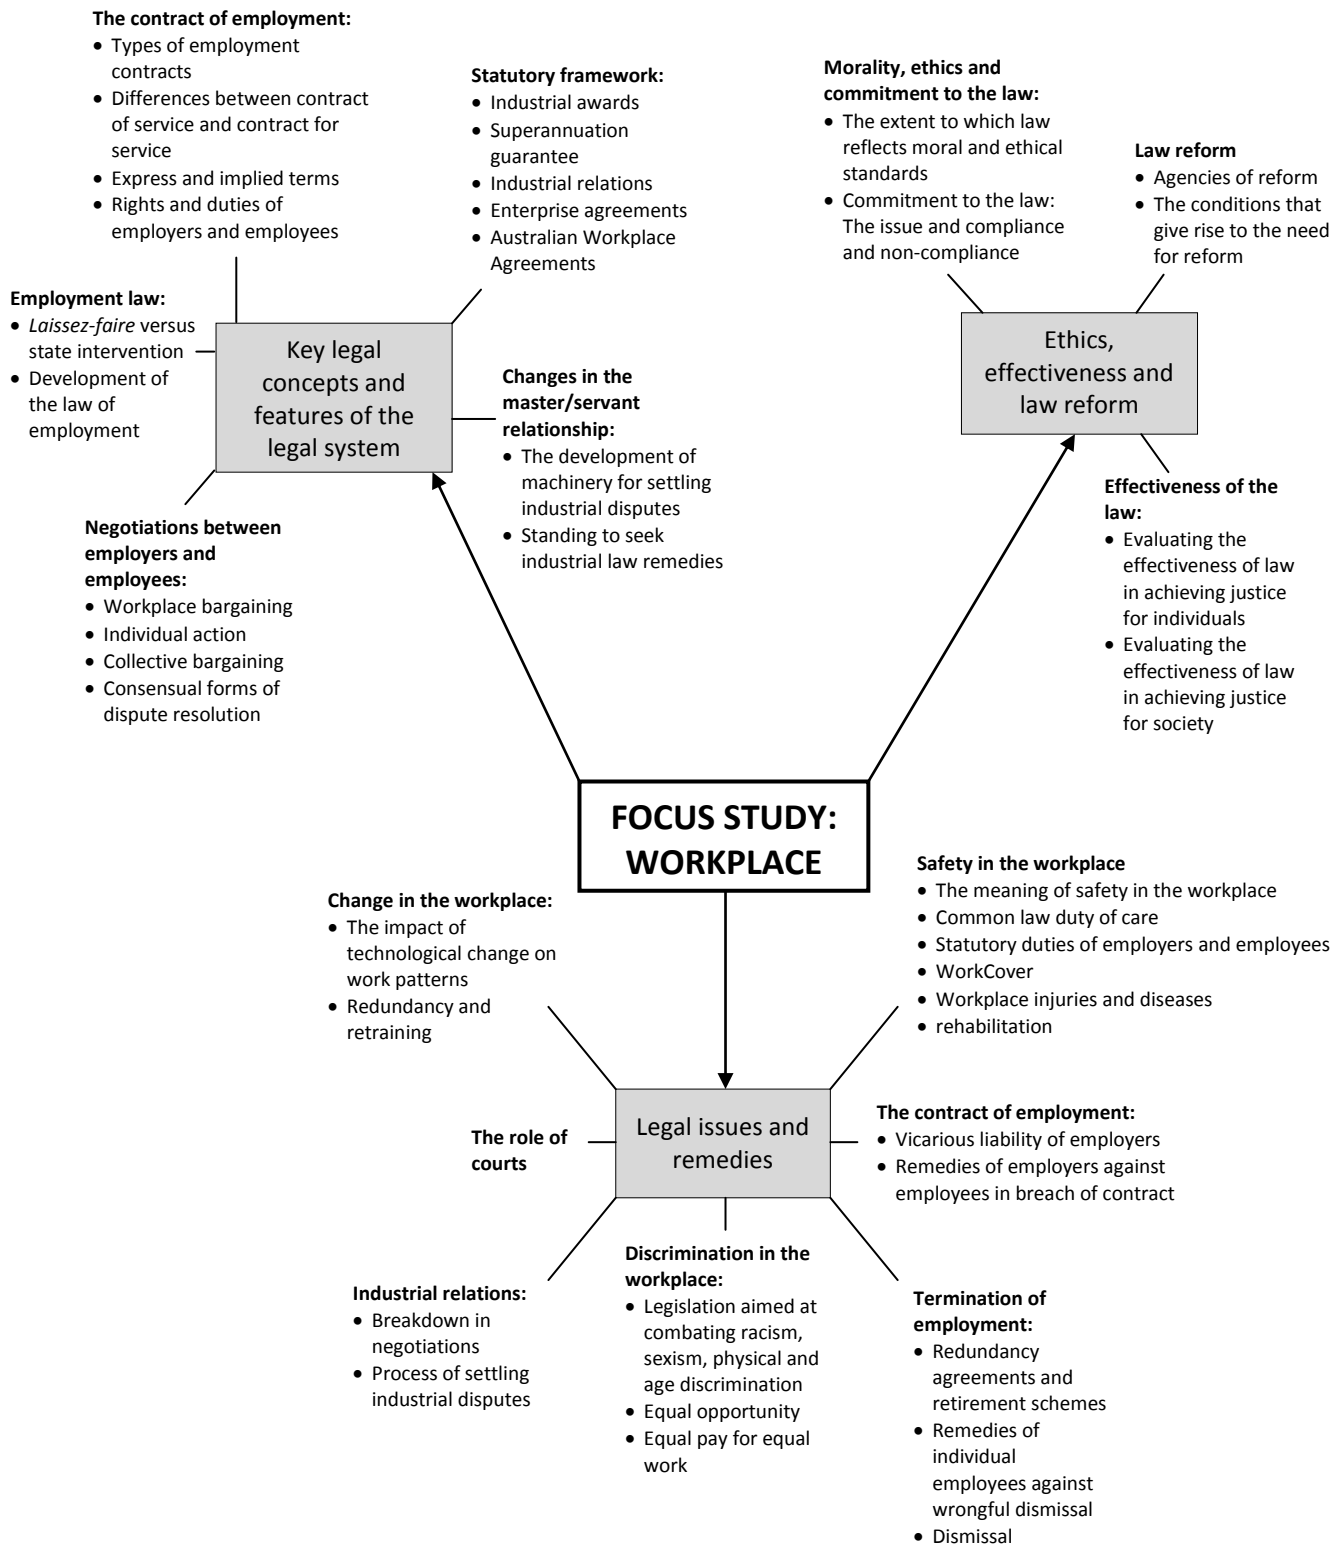 The contract of employment:
• Types of employment
contracts
• Differences between contract
of service and contract for
service
• Express and implied terms
• Rights and duties of
employers and employees
Statutory framework:
• Industrial awards
• Superannuation
guarantee
• Industrial relations
• Enterprise agreements
• Australian Workplace
Agreements
Morality, ethics and
commitment to the law:
• The extent to which law
reflects moral and ethical
standards
• Commitment to the law:
The issue and compliance
and non-compliance
Law reform
• Agencies of reform
• The conditions that
give rise to the need
for reform
Employment law:
• Laissez-faire versus
state intervention
• Development of
the law of
employment
Key legal
concepts and
features of the
legal system
Changes in the
master/servant
relationship:
• The development of
machinery for settling
industrial disputes
• Standing to seek
industrial law remedies
Ethics,
effectiveness and
law reform
Negotiations between
employers and
employees:
• Workplace bargaining
• Individual action
• Collective bargaining
• Consensual forms of
dispute resolution
Effectiveness of the
law:
• Evaluating the
effectiveness of law
in achieving justice
for individuals
• Evaluating the
effectiveness of law
in achieving justice
for society
FOCUS STUDY:
WORKPLACE
Change in the workplace:
• The impact of
technological change on
work patterns
• Redundancy and
retraining
Safety in the workplace
• The meaning of safety in the workplace
• Common law duty of care
• Statutory duties of employers and employees
• WorkCover
• Workplace injuries and diseases
• rehabilitation
The role of
courts
Legal issues and
remedies
The contract of employment:
• Vicarious liability of employers
• Remedies of employers against
employees in breach of contract
Industrial relations:
• Breakdown in
negotiations
• Process of settling
industrial disputes
Discrimination in the
workplace:
• Legislation aimed at
combating racism,
sexism, physical and
age discrimination
• Equal opportunity
• Equal pay for equal
work
Termination of
employment:
• Redundancy
agreements and
retirement schemes
• Remedies of
individual
employees against
wrongful dismissal
• Dismissal